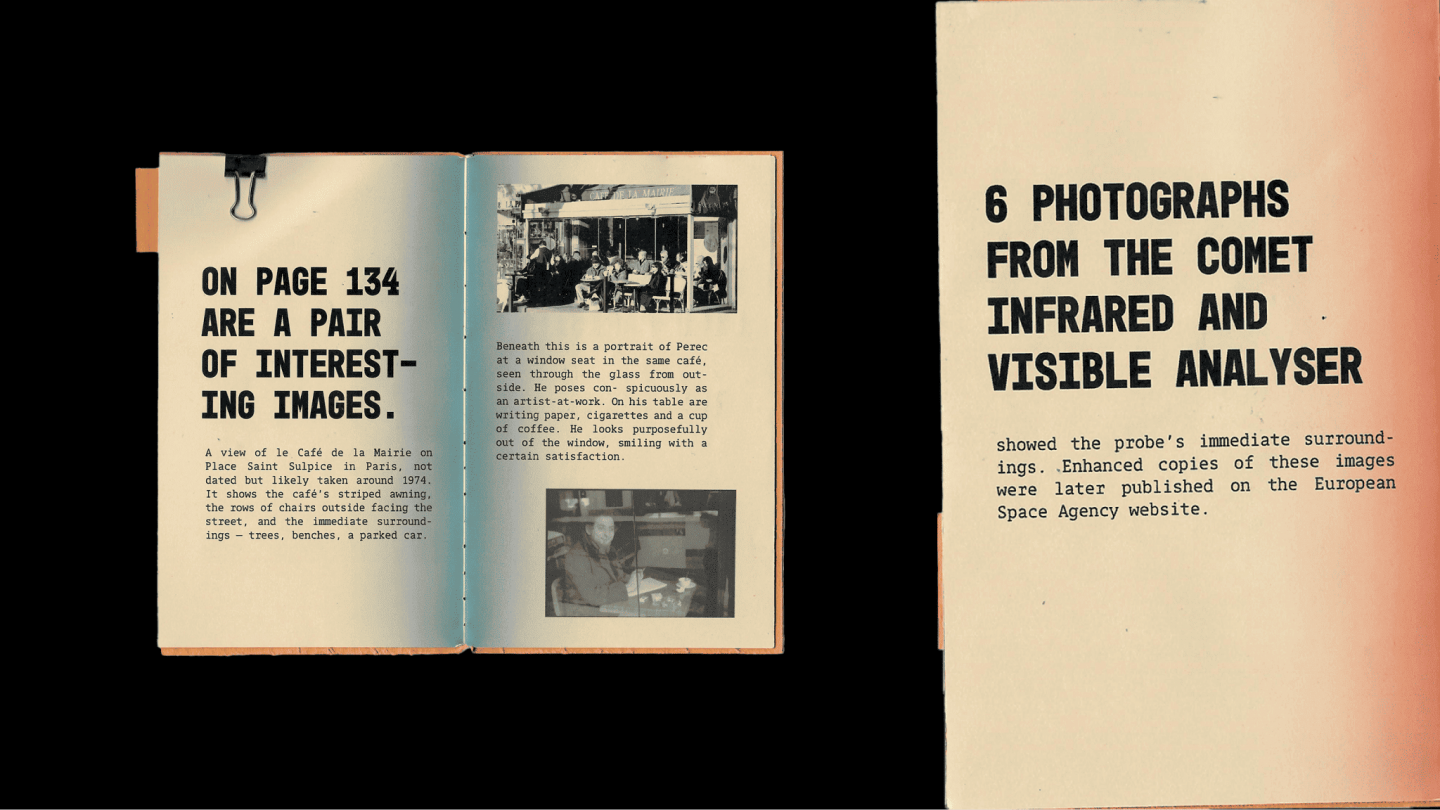 ON PAGE 134
ARE A PAIR
OF INTEREST-
ING IMAGES.
A view of le Café de la Mairie on
Place Saint Sulpice in Paris, not
dated but likely taken around 1974.
It shows the café's striped awning,
the rows of chairs outside facing the
street, and the immediate surround-
ings — trees, benches, a parked car.
CAFE DE LA MAIRIE
Beneath this is a portrait of Perec
at a window seat in the same café,
seen through the glass from out-
side. He poses con- spicuously as
an artist-at-work. On his table are
writing paper, cigarettes and a cup
of coffee. He looks purposefully
out of the window, smiling with a
certain satisfaction.
6 PHOTOGRAPHS
FROM THE COMET
INFRARED AND
VISIBLE ANALYSER
showed the probe's immediate surround-
ings. Enhanced copies of these images
were later published on the European
Space Agency website.